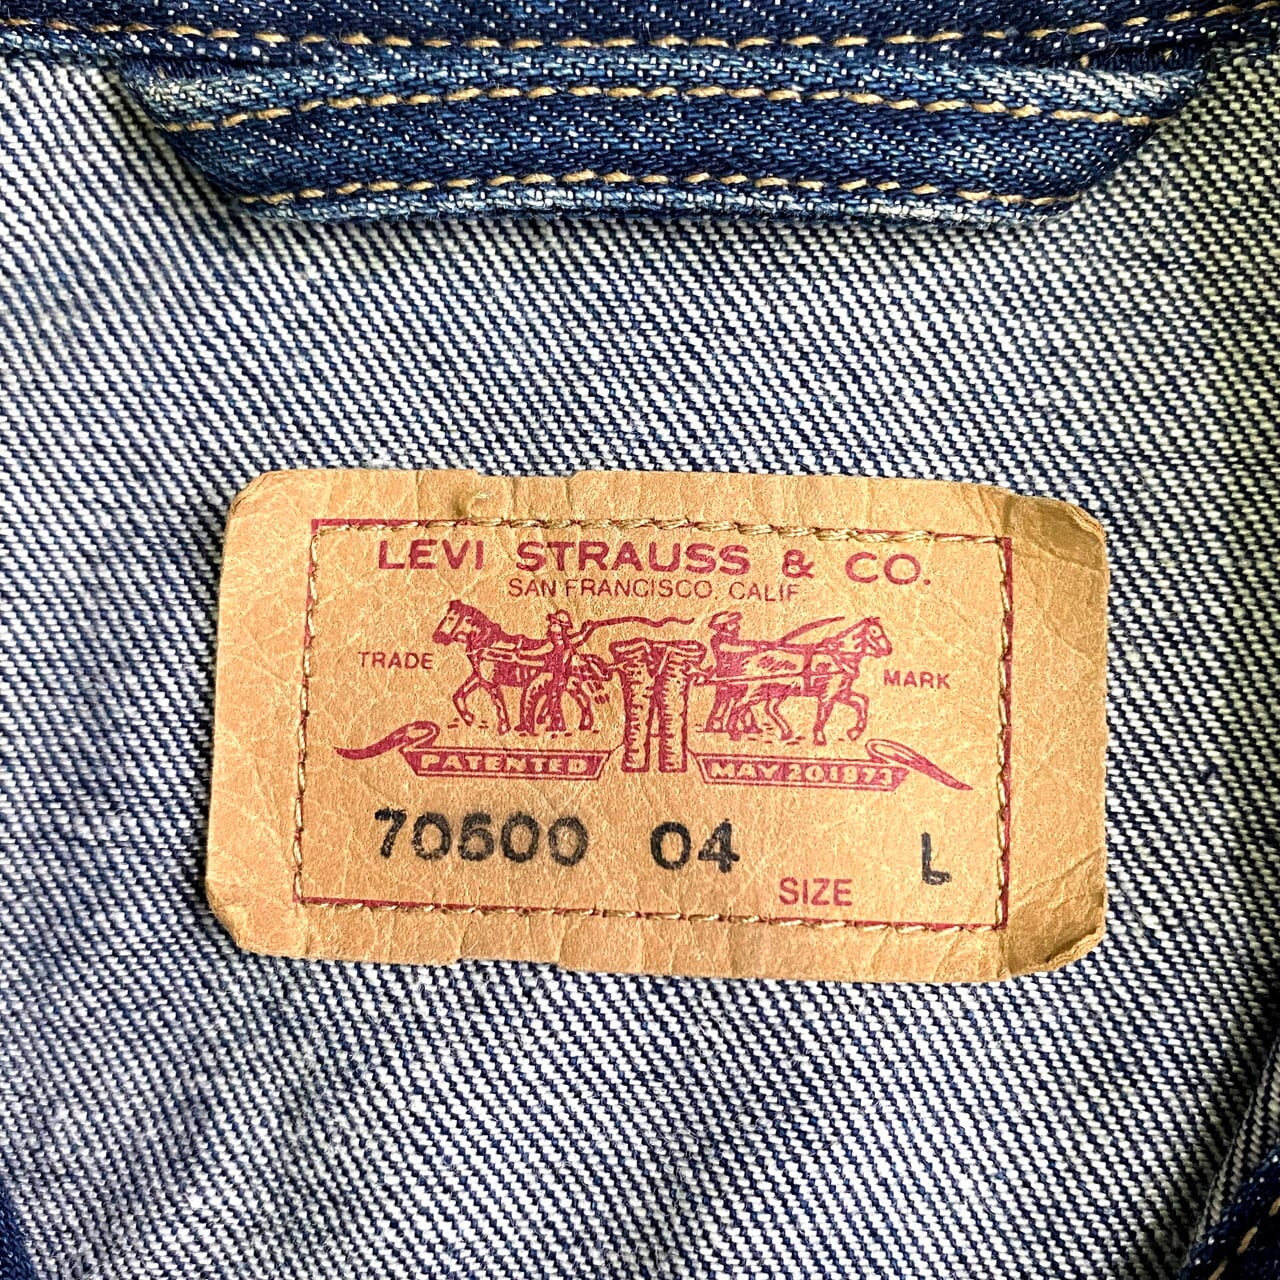 LEVI STRAUSS & CO.
SAN FRANCISCO, CALIF
TRADE MARK
PATENTED MAY 20 1873
70500 04 SIZE L